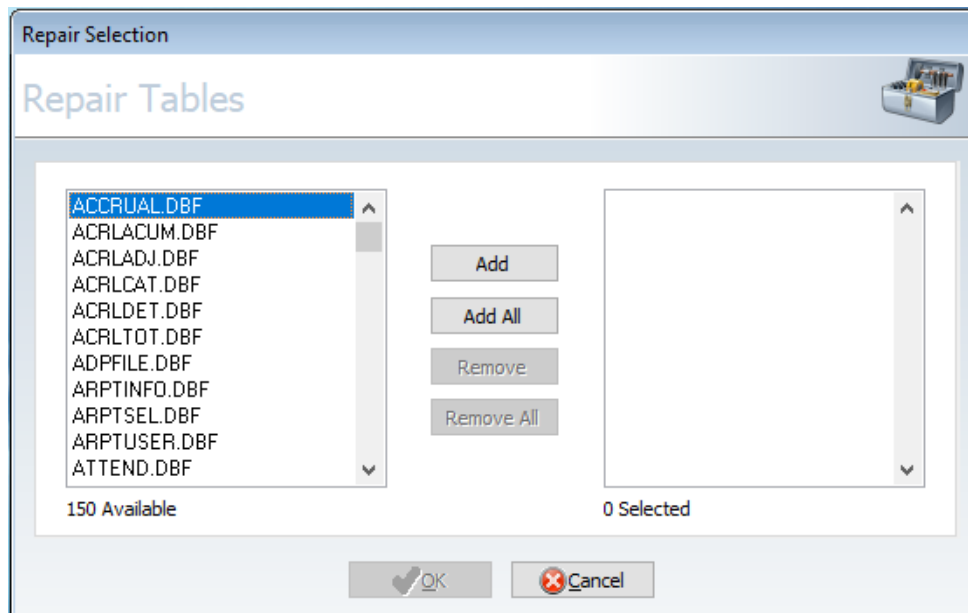 Repair Selection
Repair Tables
ACCRUAL.DBF
ACRLACUM.DBF
ACRLADJ.DBF
ACRLCAT.DBF
ACRLDET.DBF
ACRLTOT.DBF
ADPFILE.DBF
ARPTINFO.DBF
ARPTSEL.DBF
ARPTUSER.DBF
ATTEND.DBF
150 Available
Add
Add All
Remove
Remove All
0 Selected
OK
Cancel